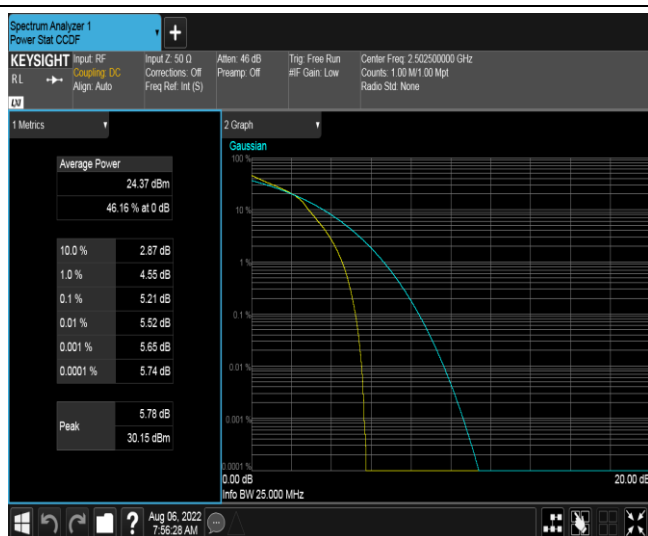 Spectrum Analyzer 1
Power Stat CCDF
+
KEYSIGHT
RL
LXI
Input: RF
Coupling: DC
Align: Auto
Input Z: 50 Ω
Corrections: Off
Freq Ref: Int (S)
Atten: 46 dB
Preamp: Off
Trig: Free Run
#IF Gain: Low
Center Freq: 2.502500000 GHz
Counts: 1.00 M/1.00 Mpt
Radio Std: None
1 Metrics
Average Power
24.37 dBm
46.16 % at 0 dB
10.0 % 2.87 dB
1.0 % 4.55 dB
0.1 % 5.21 dB
0.01 % 5.52 dB
0.001 % 5.65 dB
0.0001 % 5.74 dB
Peak 5.78 dB
30.15 dBm
2 Graph
Gaussian
100 %
10 %
1 %
0.1 %
0.01 %
0.001 %
0.0001 %
0.00 dB 20.00 dB
Info BW 25.000 MHz
? Aug 06, 2022
7:56:28 AM